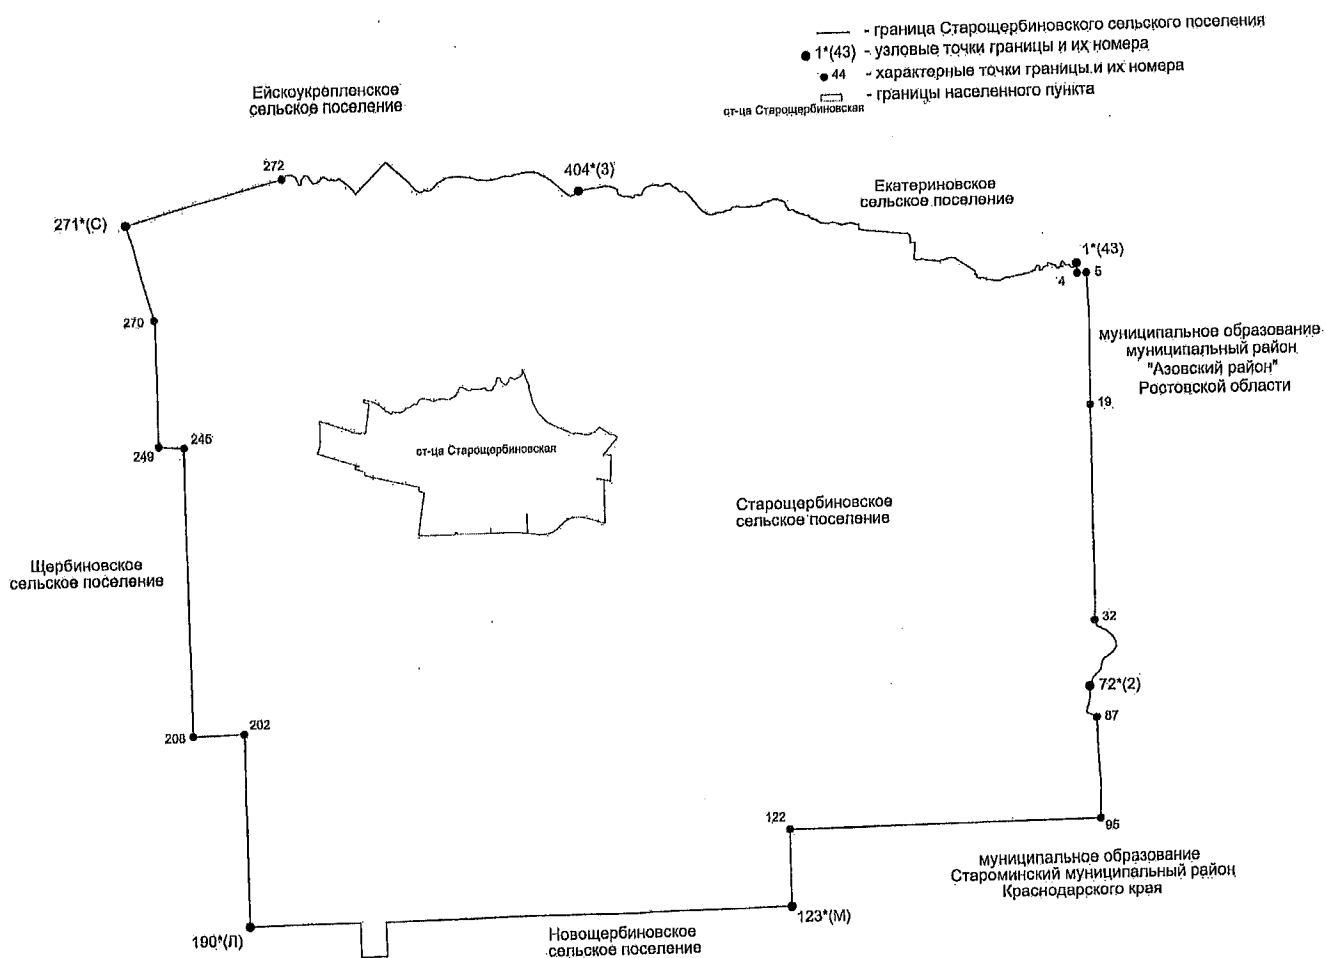 - граница Старощербиновского сельского поселения
1*(43) - узловые точки границы и их номера
44 - характерные точки границы и их номера
- границы населенного пункта
ст-ца Старощербиновская
Ейскоукрепленское
сельское поселение
272
404*(3)
Екатериновское
сельское поселение
271*(С)
1*(43)
4
5
270
муниципальное образование
муниципальный район
"Азовский район"
Ростовской области
19
246
249
ст-ца Старощербиновская
Старощербиновское
сельское поселение
Щербиновское
сельское поселение
32
72*(2)
87
202
208
122
95
муниципальное образование
Староминский муниципальный район
Краснодарского края
123*(М)
190*(Л)
Новощербиновское
сельское поселение